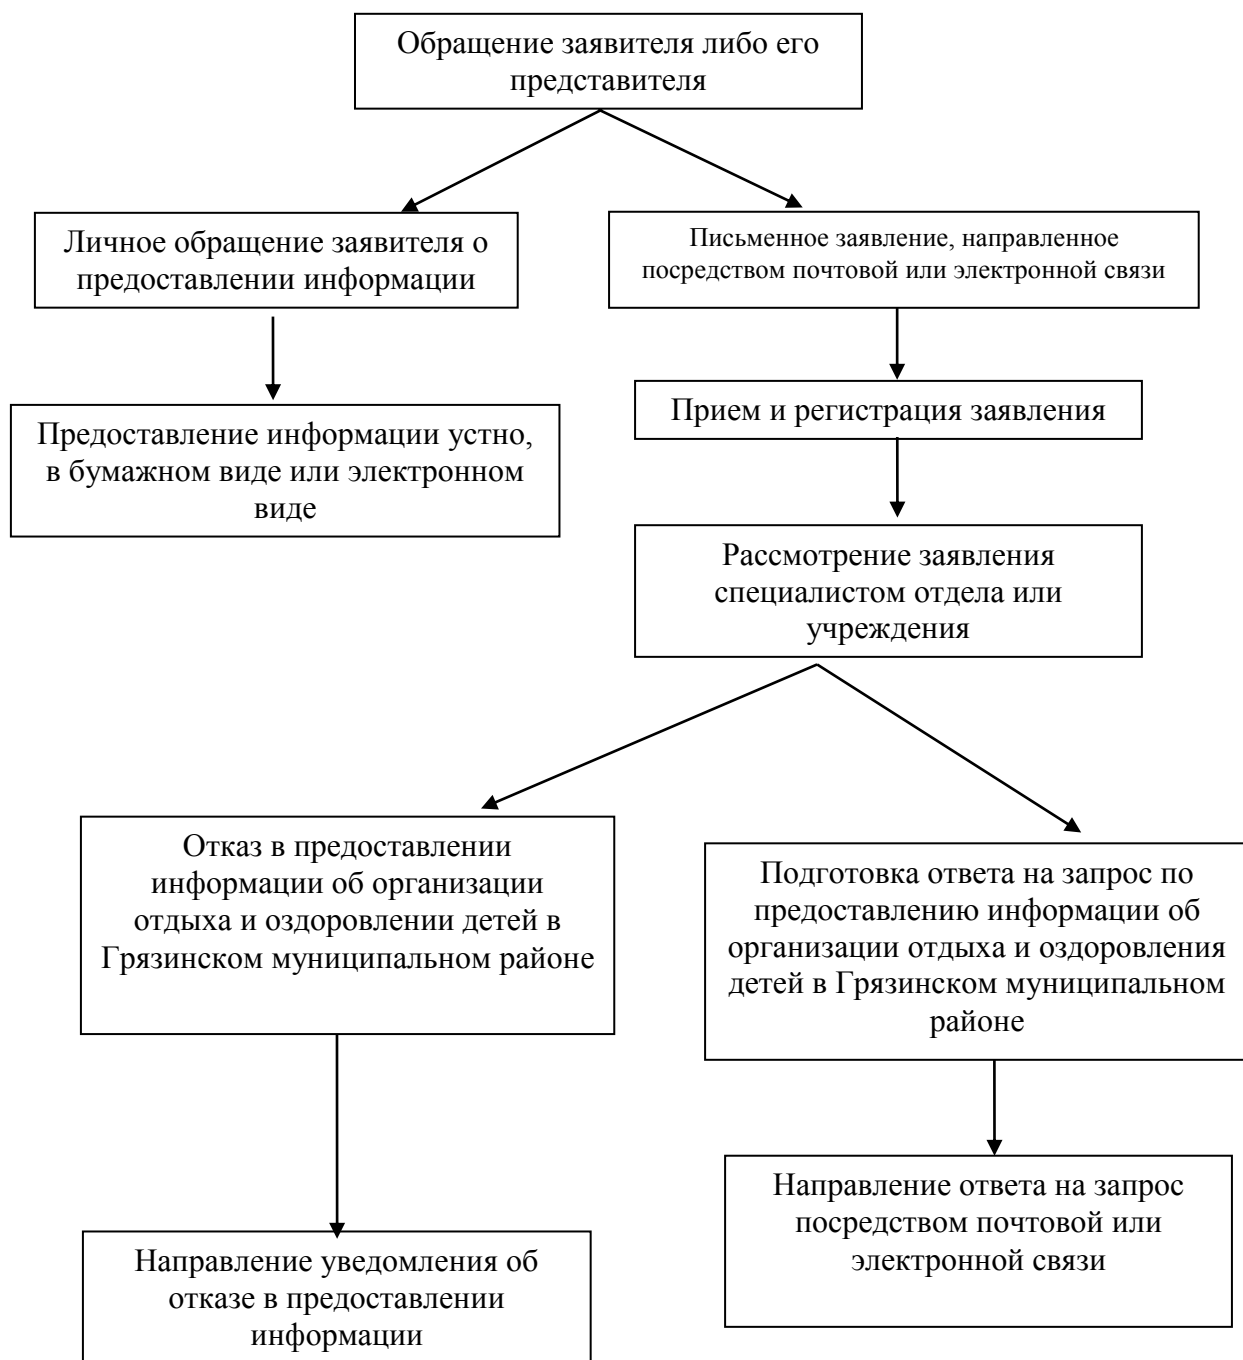 Обращение заявителя либо его
представителя
Личное обращение заявителя о
предоставлении информации
Письменное заявление, направленное
посредством почтовой или электронной связи
Предоставление информации устно,
в бумажном виде или электронном
виде
Прием и регистрация заявления
Рассмотрение заявления
специалистом отдела или
учреждения
Отказ в предоставлении
информации об организации
отдыха и оздоровлении детей в
Грязинском муниципальном районе
Подготовка ответа на запрос по
предоставлению информации об
организации отдыха и оздоровления
детей в Грязинском муниципальном
районе
Направление уведомления об
отказе в предоставлении
информации
Направление ответа на запрос
посредством почтовой или
электронной связи